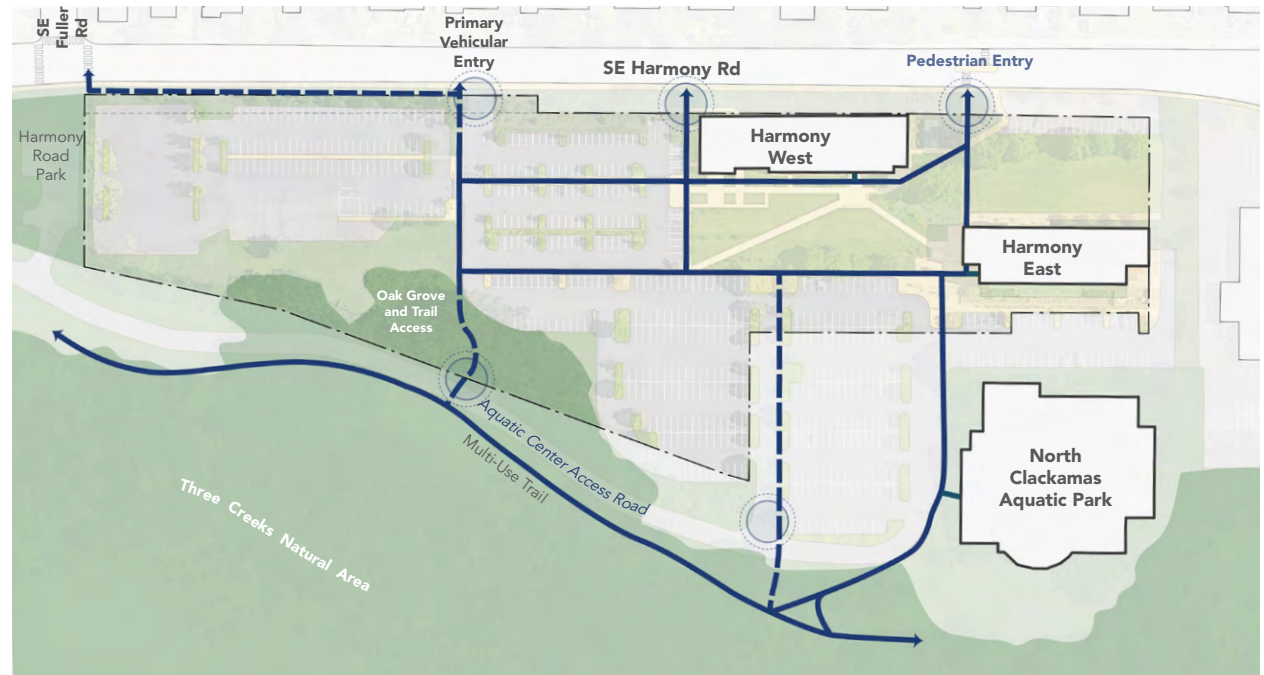 SE
Fuller
Rd
Primary
Vehicular
Entry
SE Harmony Rd
Pedestrian Entry
Harmony
Road
Park
Harmony
West
Harmony
East
Oak Grove
and Trail
Access
Aquatic Center Access Road
Multi-Use Trail
Three Creeks Natural Area
North
Clackamas
Aquatic Park